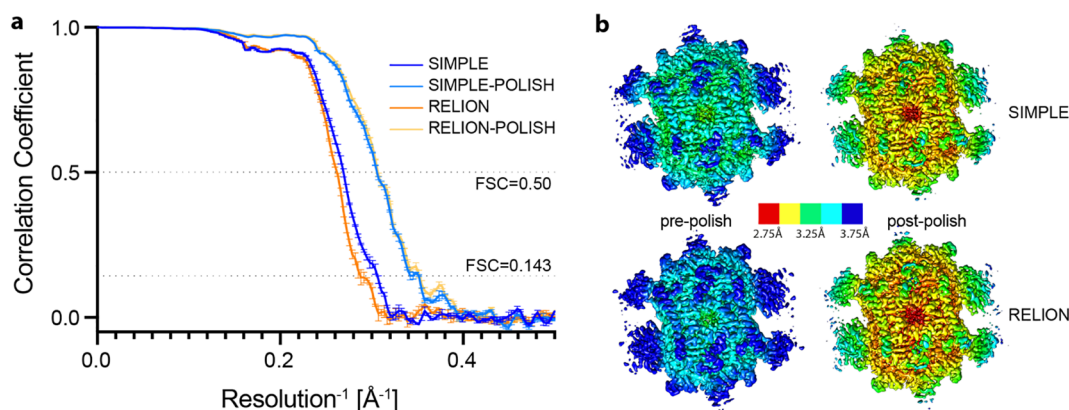 a
1.0
0.5
0.0
Correlation Coefficient
SIMPLE
SIMPLE-POLISH
RELION
RELION-POLISH
FSC=0.50
FSC=0.143
0.0
0.2
0.4
Resolution⁻¹ [Å⁻¹]
b
SIMPLE
pre-polish
post-polish
2.75Å
3.25Å
3.75Å
RELION